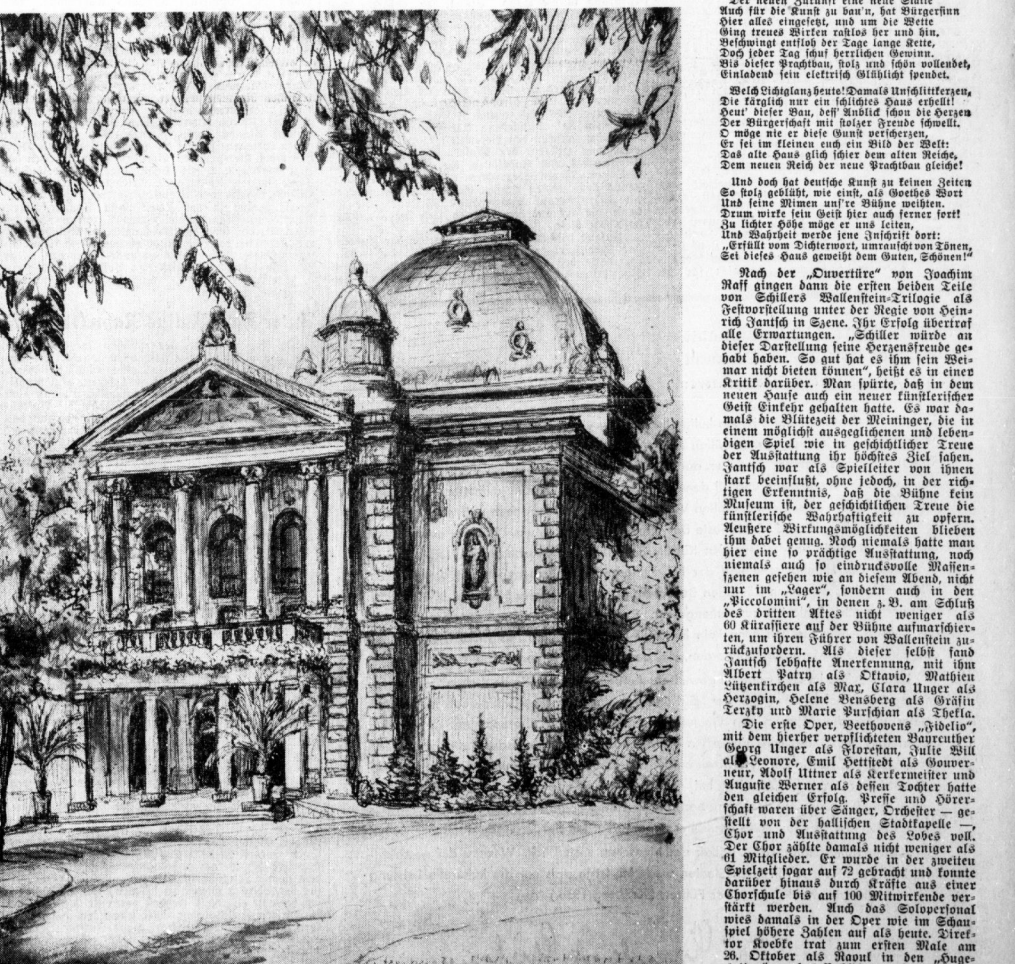 Der neuen Zukunft eine neue Stätte
Auch für die Kunst zu bau'n, hat Bürgersinn
Hier alles eingesetzt, und um die Wette
Ging treues Wirken rastlos her und hin.
Beschwingt entfloh der Tage lange Kette,
Doch jeder Tag schuf herrlichen Gewinn.
Bis dieser Prachtbau, stolz und schön vollendet,
Einladend sein elektrisch Glühlicht spendet.
Welch Lichtglanz heute! Damals Unschlittkerzen,
Die kärglich nur ein schlichtes Haus erhellt!
Heut' dieser Bau, dess' Anblick schon die Herzen
Der Bürgerschaft mit stolzer Freude schwellt.
O möge nie er diese Gunst verscherzen,
Er sei im kleinen euch ein Bild der Welt:
Das alte Haus glich schier dem alten Reiche,
Dem neuen Reich der neue Prachtbau gleiche!
Und doch hat deutsche Kunst zu keinen Zeiten
So stolz geblüht, wie einst, als Goethes Wort
Und seine Mimen uns're Bühne weihten.
Drum wirke sein Geist hier auch ferner fort!
Zu lichter Höhe möge er uns leiten,
Und Wahrheit werde jene Inschrift dort:
„Erfüllt vom Dichterwort, umrauscht von Tönen,
Sei dieses Haus geweiht dem Guten, Schönen!“
Nach der „Ouvertüre“ von Joachim
Raff gingen dann die ersten beiden Teile
von Schillers Wallenstein-Trilogie als
Festvorstellung unter der Regie von Hein-
rich Jantsch in Szene. Ihr Erfolg übertraf
alle Erwartungen. „Schiller würde an
dieser Darstellung seine Herzensfreude ge-
habt haben. So gut hat es ihm sein Wei-
mar nicht bieten können“, heißt es in einer
Kritik darüber. Man spürte, daß in dem
neuen Hause auch ein neuer künstlerischer
Geist Einkehr gehalten hatte. Es war da-
mals die Blütezeit der Meininger, die in
einem möglichst ausgeglichenen und leben-
digen Spiel wie in geschichtlicher Treue
der Ausstattung ihr höchstes Ziel sahen.
Jantsch war als Spielleiter von ihnen
stark beeinflußt, ohne jedoch, in der rich-
tigen Erkenntnis, daß die Bühne kein
Museum ist, der geschichtlichen Treue die
künstlerische Wahrhaftigkeit zu opfern.
Aeußere Wirkungsmöglichkeiten blieben
ihm dabei genug. Noch niemals hatte man
hier eine so prächtige Ausstattung, noch
niemals auch so eindrucksvolle Massen-
szenen gesehen wie an diesem Abend, nicht
nur im „Lager“, sondern auch in den
„Piccolomini“, in denen z. B. am Schluß
des dritten Aktes nicht weniger als
60 Kürassiere auf der Bühne aufmarschier-
ten, um ihren Führer von Wallenstein zu-
rückzufordern. Als dieser selbst fand
Jantsch lebhafte Anerkennung, mit ihm
Albert Patry als Oktavio, Mathieu
Lützenkirchen als Max, Clara Unger als
Herzogin, Helene Bensberg als Gräfin
Terzky und Marie Purschian als Thekla.
Die erste Oper, Beethovens „Fidelio“,
mit dem hierher verpflichteten Bayreuther
Georg Unger als Florestan, Julie Will
als Leonore, Emil Hettstedt als Gouver-
neur, Adolf Uttner als Kerkermeister und
Auguste Werner als dessen Tochter hatte
den gleichen Erfolg. Presse und Hörer-
schaft waren über Sänger, Orchester — ge-
stellt von der hallischen Stadtkapelle —,
Chor und Ausstattung des Lobes voll.
Der Chor zählte damals nicht weniger als
61 Mitglieder. Er wurde in der zweiten
Spielzeit sogar auf 72 gebracht und konnte
darüber hinaus durch Kräfte aus einer
Chorschule bis auf 100 Mitwirkende ver-
stärkt werden. Auch das Solopersonal
wies damals in der Oper wie im Schau-
spiel höhere Zahlen auf als heute. Direk-
tor Koebke trat zum ersten Male am
26. Oktober als Raoul in den „Huge-